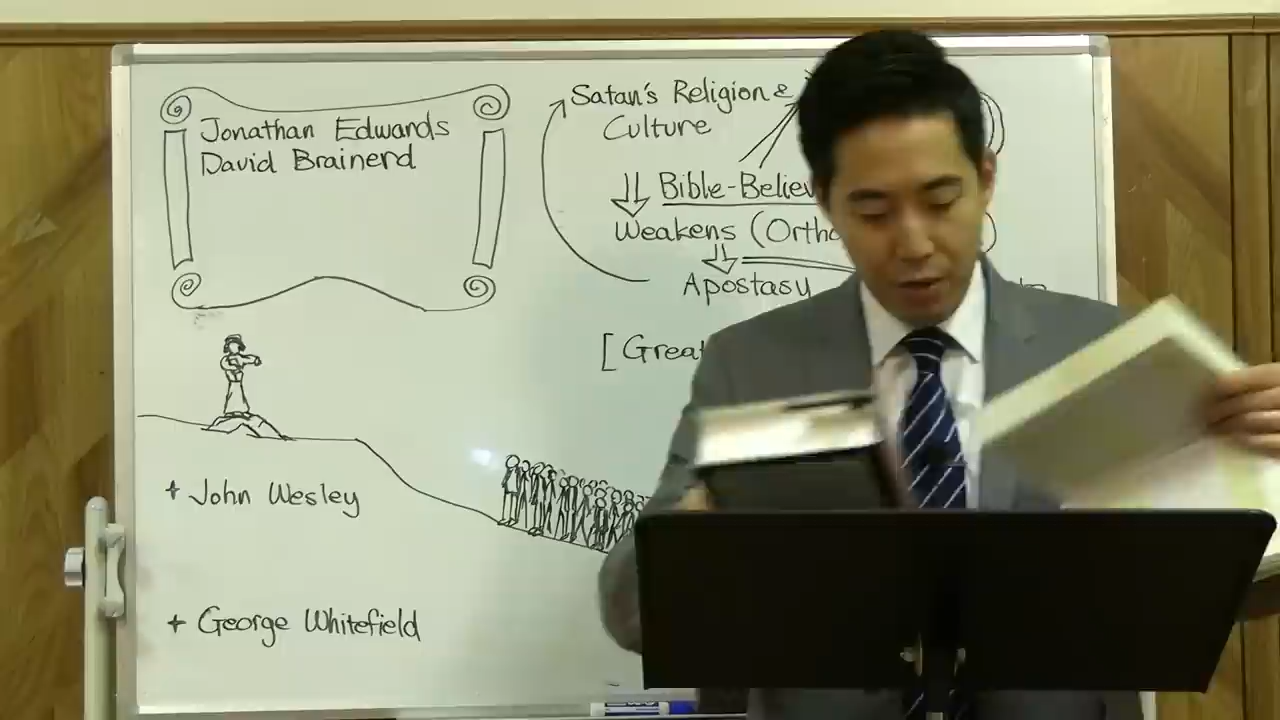 Jonathan Edwards
David Brainerd
Satan's Religion &
Culture
Bible-Believ
Weakens (Ortho
Apostasy
[Great
+ John Wesley
+ George Whitefield